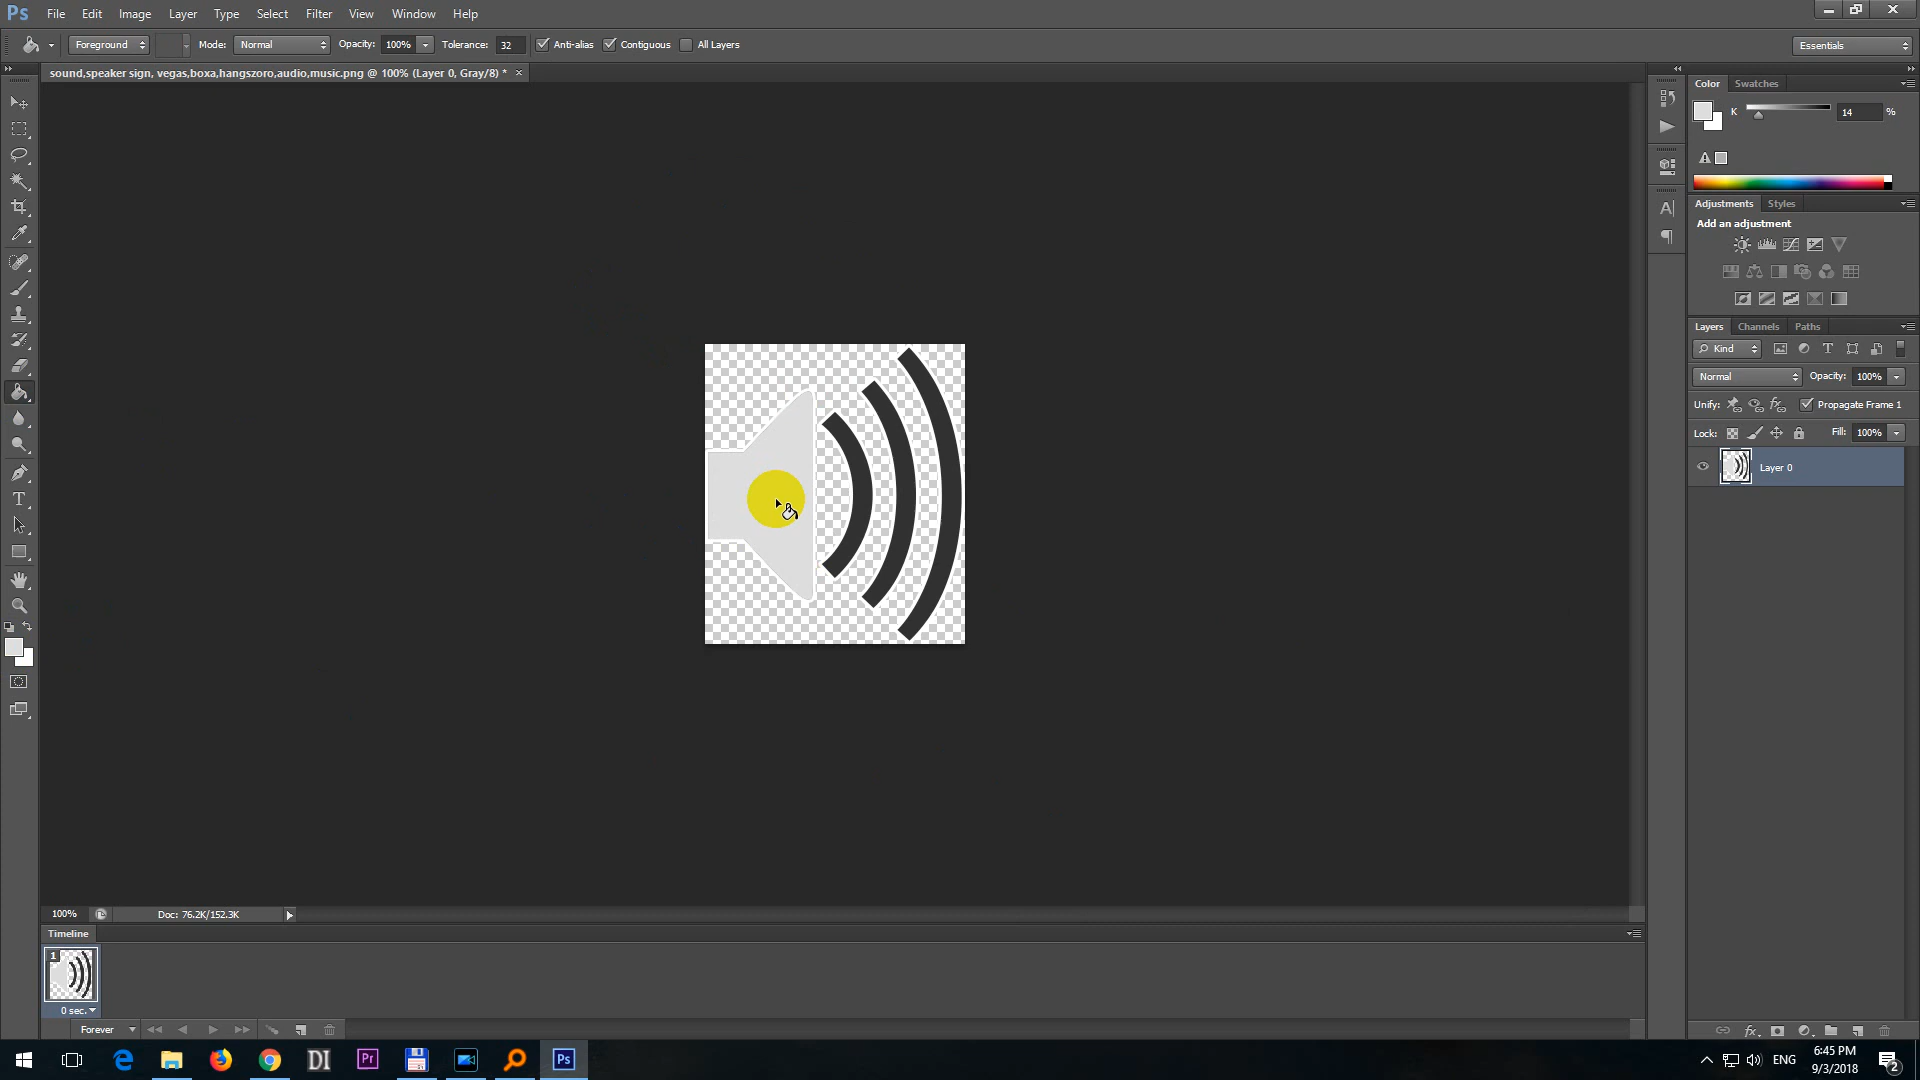 Ps File Edit Image Layer Type Select Filter View Window Help
Foreground Mode: Normal Opacity: 100% Tolerance: 32 Anti-alias Contiguous All Layers Essentials
sound,speaker sign, vegas,boxa,hangszoro,audio,music.png @ 100% (Layer 0, Gray/8) * ×
Color Swatches
K 14 %
Adjustments Styles
Add an adjustment
Layers Channels Paths
Kind
Normal Opacity: 100%
Unify: Propagate Frame 1
Lock: Fill: 100%
Layer 0
100% Doc: 76.2K/152.3K
Timeline
1
0 sec.
Forever
DI Pr Ps ENG 6:45 PM
9/3/2018 2